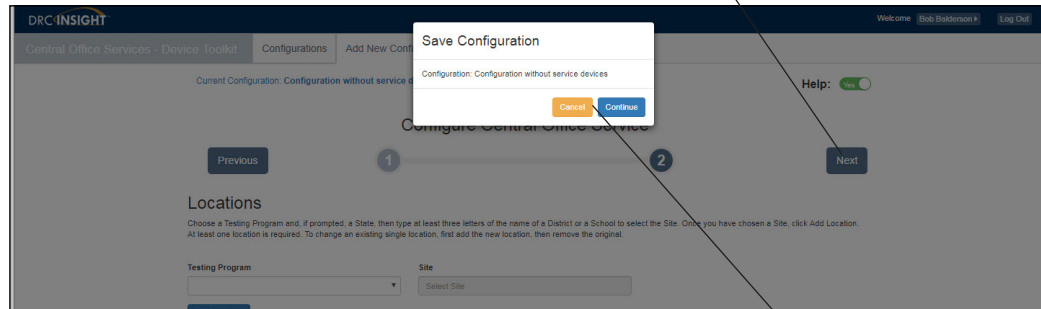 DRC INSIGHT
Welcome Bob Balderson Log Out
Central Office Services - Device Toolkit Configurations Add New Conf
Save Configuration
Configuration: Configuration without service devices
Cancel Continue
Current Configuration: Configuration without service d
Help: Yes
Configure Central Office Service
Previous 1 2 Next
Locations
Choose a Testing Program and, if prompted, a State, then type at least three letters of the name of a District or a School to select the Site. Once you have chosen a Site, click Add Location.
At least one location is required. To change an existing single location, first add the new location, then remove the original.
Testing Program Site
Select Site